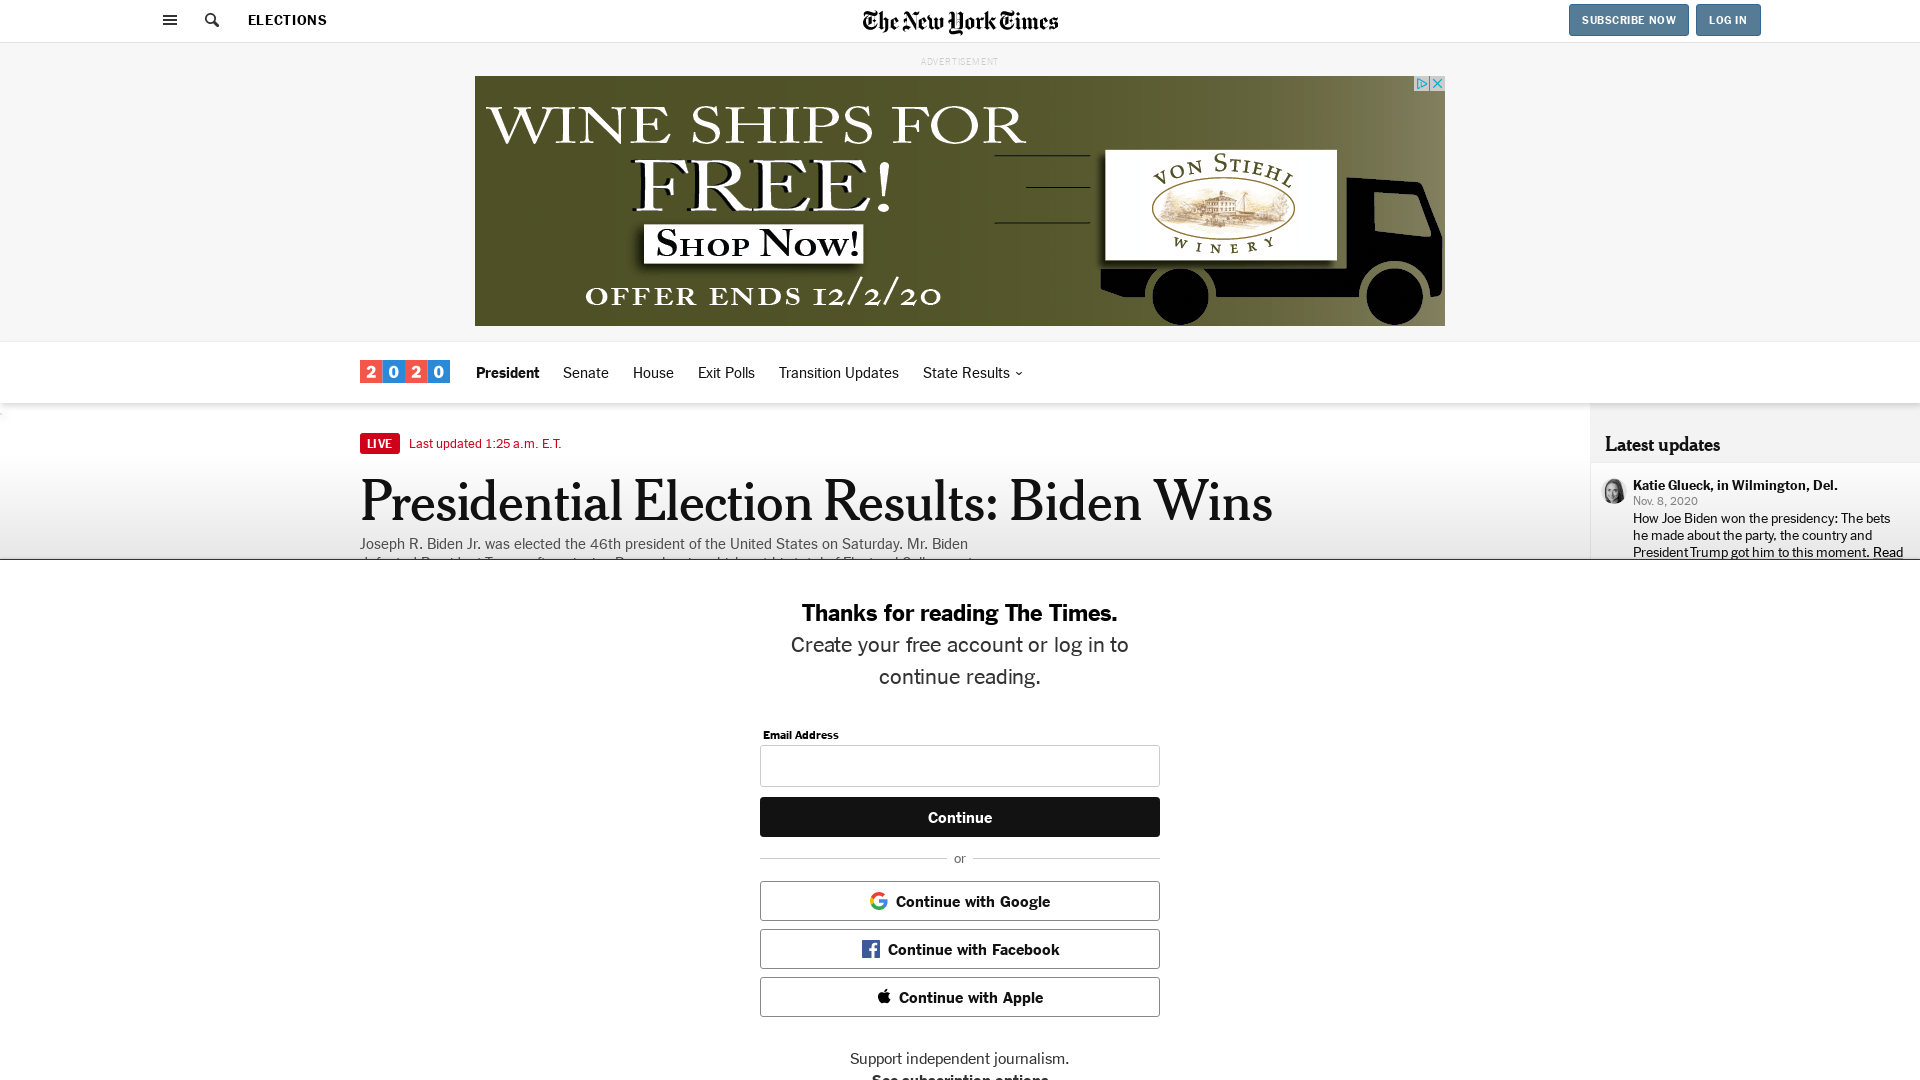 ELECTIONS
The New York Times
SUBSCRIBE NOW
LOG IN
ADVERTISEMENT
WINE SHIPS FOR
FREE!
SHOP NOW!
OFFER ENDS 12/2/20
VON STIEHL
WINERY
2020
President
Senate
House
Exit Polls
Transition Updates
State Results
LIVE
Last updated 1:25 a.m. E.T.
Presidential Election Results: Biden Wins
Joseph R. Biden Jr. was elected the 46th president of the United States on Saturday. Mr. Biden
Latest updates
Katie Glueck, in Wilmington, Del.
Nov. 8, 2020
How Joe Biden won the presidency: The bets
he made about the party, the country and
President Trump got him to this moment. Read
Thanks for reading The Times.
Create your free account or log in to
continue reading.
Email Address
Continue
or
Continue with Google
Continue with Facebook
Continue with Apple
Support independent journalism.
See subscription options